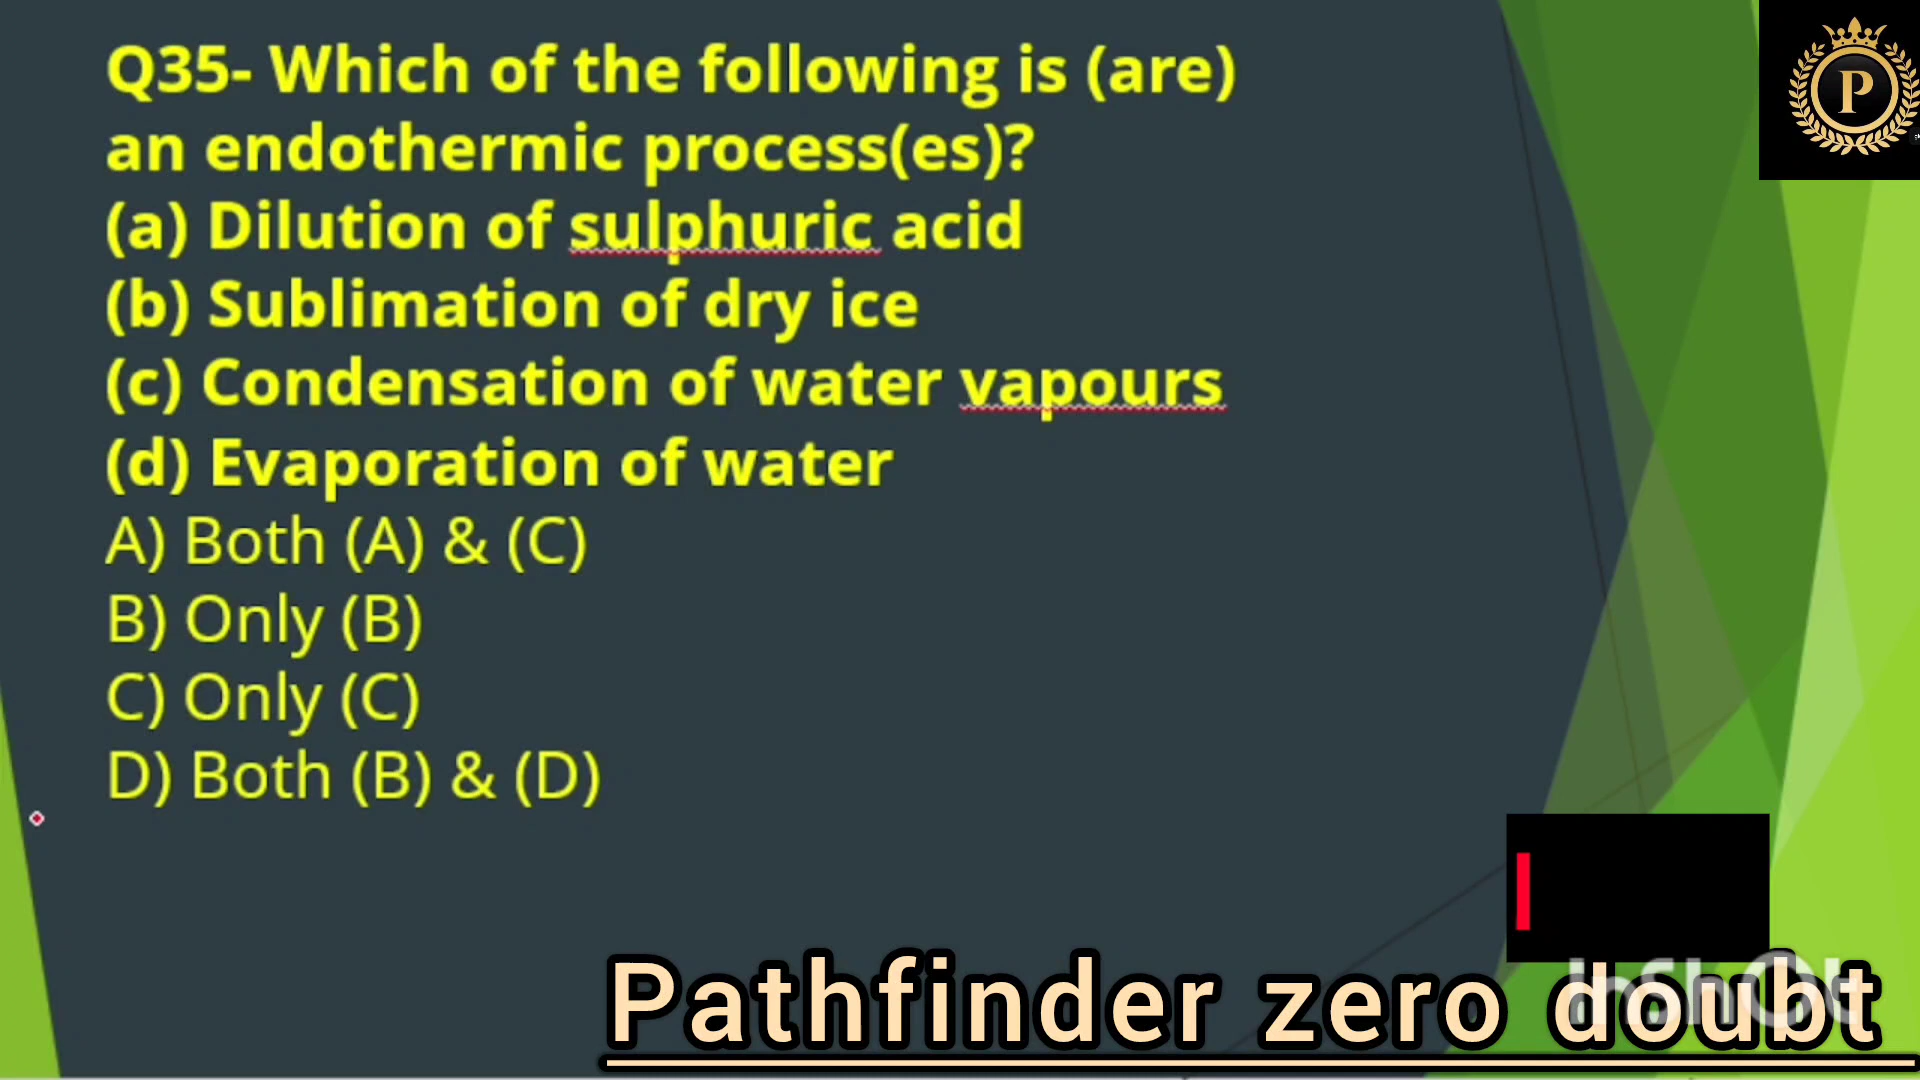 Q35- Which of the following is (are)
an endothermic process(es)?
(a) Dilution of sulphuric acid
(b) Sublimation of dry ice
(c) Condensation of water vapours
(d) Evaporation of water
A) Both (A) & (C)
B) Only (B)
C) Only (C)
D) Both (B) & (D)
P
Pathfinder zero doubt
InShOt